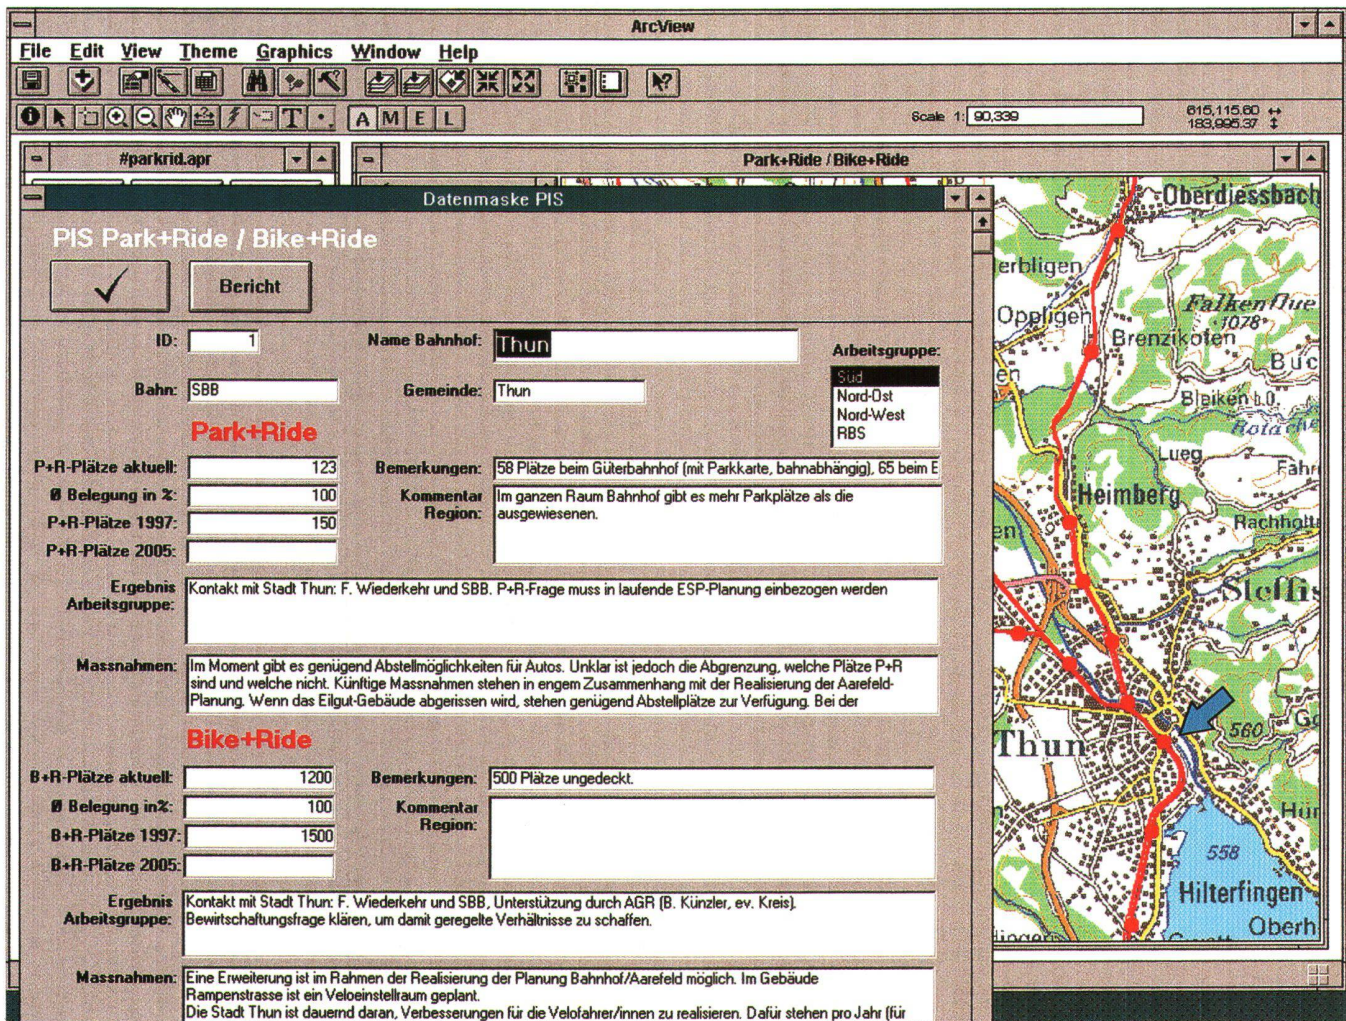 ArcView
File Edit View Theme Graphics Window Help
A M E L
Scale 1: 90,339
615,115.60
183,995.37
#parkrid.apr
Park+Ride / Bike+Ride
Datenmaske PIS
PIS Park+Ride / Bike+Ride
Bericht
ID: 1
Name Bahnhof: Thun
Arbeitsgruppe:
Süd
Nord-Ost
Nord-West
RBS
Bahn: SBB
Gemeinde: Thun
Park+Ride
P+R-Plätze aktuell: 123
Bemerkungen: 58 Plätze beim Güterbahnhof (mit Parkkarte, bahnabhängig), 65 beim E
Ø Belegung in %: 100
Kommentar Region: Im ganzen Raum Bahnhof gibt es mehr Parkplätze als die
ausgewiesenen.
P+R-Plätze 1997: 150
P+R-Plätze 2005:
Ergebnis Arbeitsgruppe: Kontakt mit Stadt Thun: F. Wiederkehr und SBB. P+R-Frage muss in laufende ESP-Planung einbezogen werden
Massnahmen: Im Moment gibt es genügend Abstellmöglichkeiten für Autos. Unklar ist jedoch die Abgrenzung, welche Plätze P+R
sind und welche nicht. Künftige Massnahmen stehen in engem Zusammenhang mit der Realisierung der Aarefeld-
Planung. Wenn das Eilgut-Gebäude abgerissen wird, stehen genügend Abstellplätze zur Verfügung. Bei der
Bike+Ride
B+R-Plätze aktuell: 1200
Bemerkungen: 500 Plätze ungedeckt.
Ø Belegung in%: 100
Kommentar Region:
B+R-Plätze 1997: 1500
B+R-Plätze 2005:
Ergebnis Arbeitsgruppe: Kontakt mit Stadt Thun: F. Wiederkehr und SBB, Unterstützung durch AGR (B. Künzler, ev. Kreis).
Bewirtschaftungsfrage klären, um damit geregelte Verhältnisse zu schaffen.
Massnahmen: Eine Erweiterung ist im Rahmen der Realisierung der Planung Bahnhof/Aarefeld möglich. Im Gebäude
Rampenstrasse ist ein Veloeinstellraum geplant.
Die Stadt Thun ist dauernd daran, Verbesserungen für die Velofahrer/innen zu realisieren. Dafür stehen pro Jahr (für
Oberdiessbach
erbligen
Falkenflue
1078
Oppligen
Brenzikofen
Buc
Bleiken b.O.
Rotache
Lueg
Fahr
Heimberg
Rachholt
Steffis
560
Thun
Hün
558
Hilterfingen
Oberh